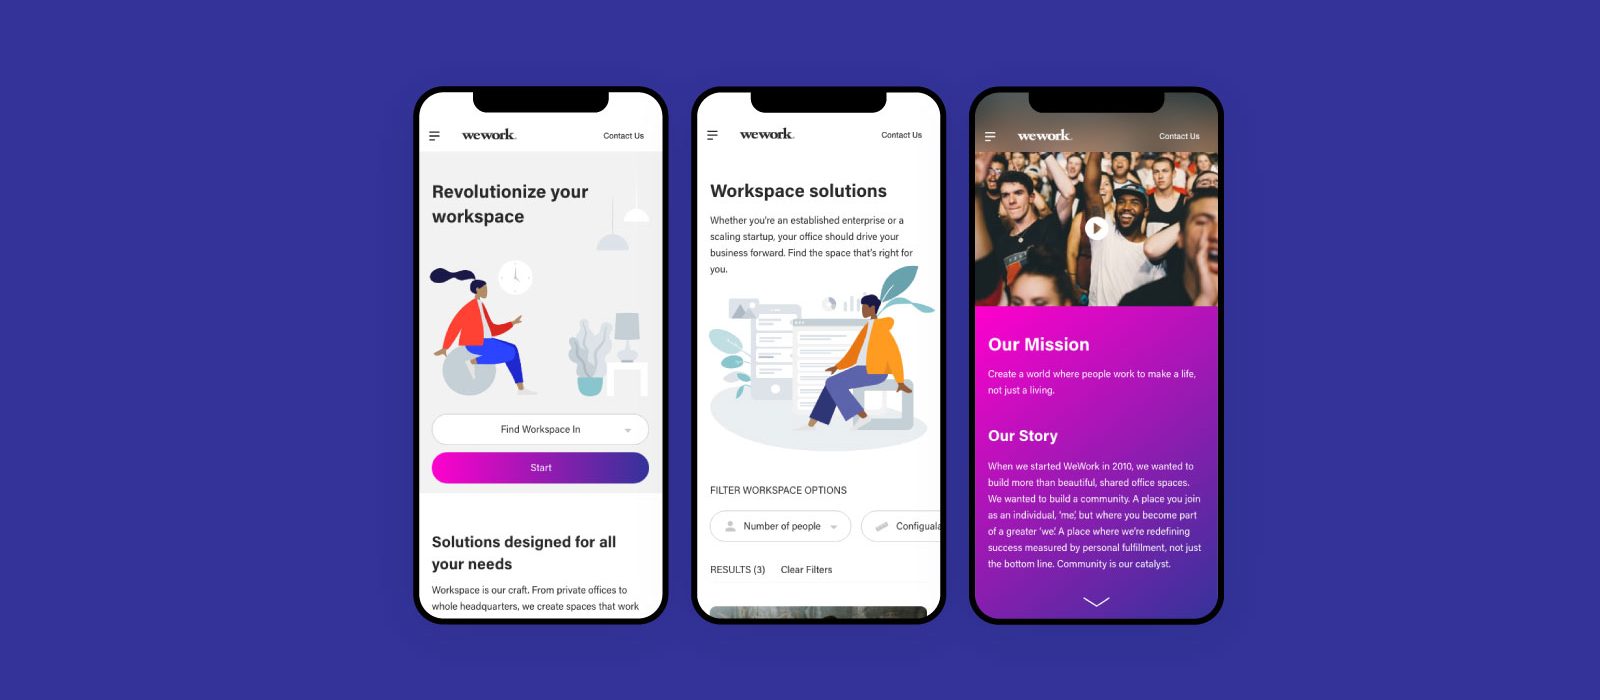 wework.
Contact Us
Revolutionize your
workspace
Find Workspace In
Start
Solutions designed for all
your needs
Workspace is our craft. From private offices to
whole headquarters, we create spaces that work
wework.
Contact Us
Workspace solutions
Whether you're an established enterprise or a
scaling startup, your office should drive your
business forward. Find the space that's right for
you.
FILTER WORKSPACE OPTIONS
Number of people
Configuala
RESULTS (3)
Clear Filters
wework.
Contact Us
Our Mission
Create a world where people work to make a life,
not just a living.
Our Story
When we started WeWork in 2010, we wanted to
build more than beautiful, shared office spaces.
We wanted to build a community. A place you join
as an individual, 'me', but where you become part
of a greater 'we'. A place where we're redefining
success measured by personal fulfillment, not just
the bottom line. Community is our catalyst.